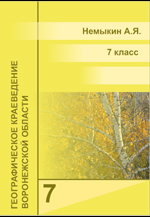 Немыкин А.Я.
7 класс
ГЕОГРАФИЧЕСКОЕ КРАЕВЕДЕНИЕ
ВОРОНЕЖСКОЙ ОБЛАСТИ
7